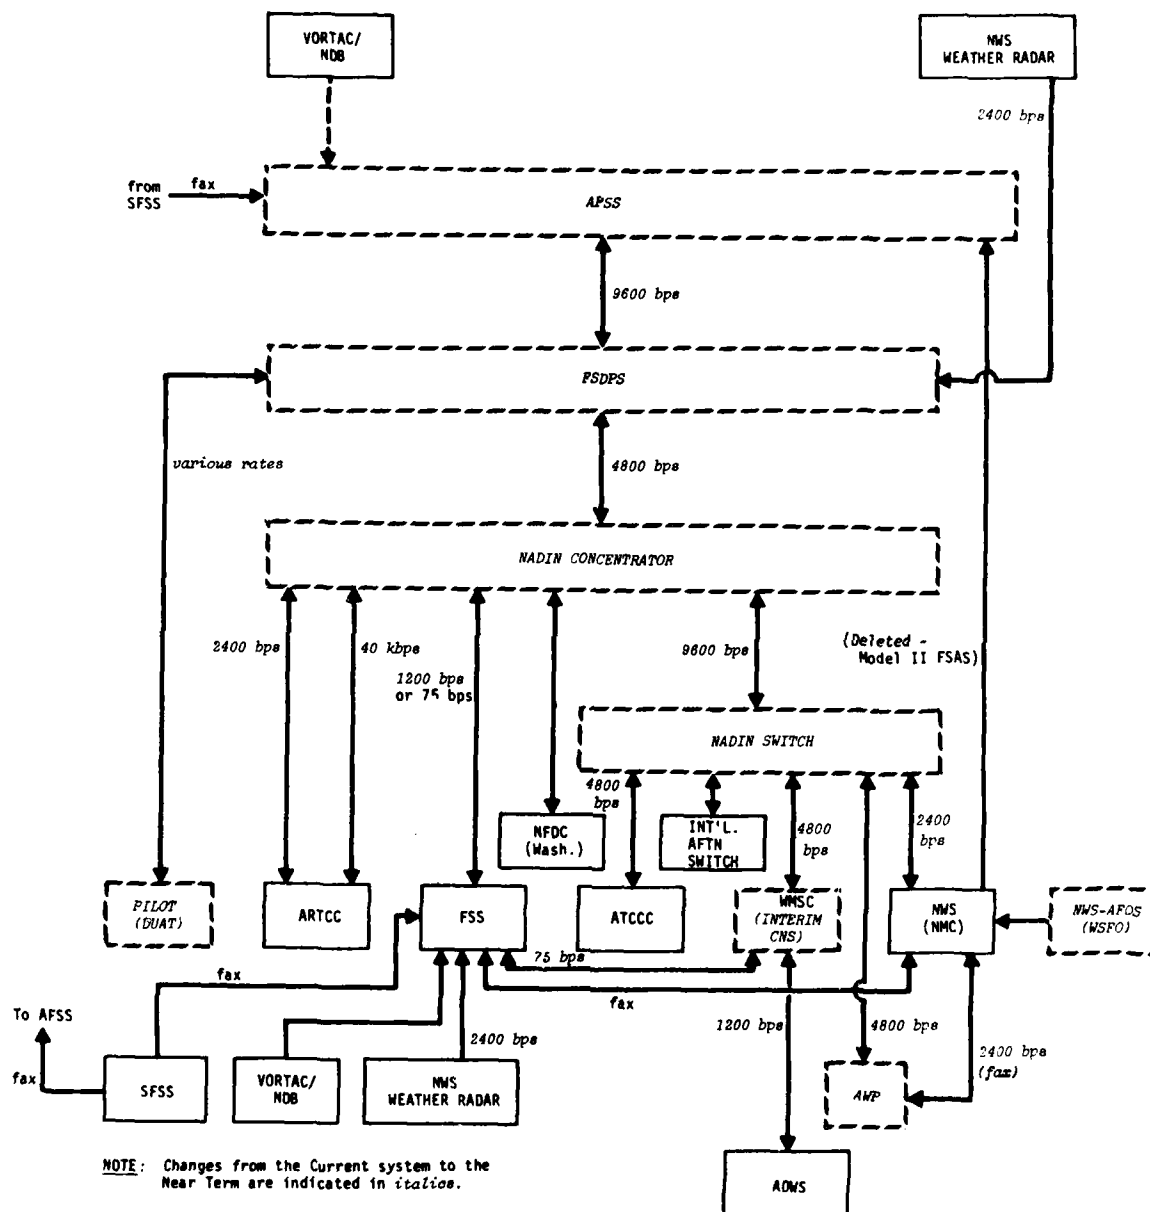 VORTAC/
NDB
NWS
WEATHER RADAR
2400 bps
from
SFSS
fax
AFSS
9600 bps
FSDPS
various rates
4800 bps
NADIN CONCENTRATOR
2400 bps
40 kbps
1200 bps
or 75 bps
9600 bps
(Deleted -
Model II FSAS)
NADIN SWITCH
4800
bps
NFDC
(Wash.)
INT'L.
AFTN
SWITCH
4800
bps
2400
bps
PILOT
(DUAT)
ARTCC
FSS
ATCCC
WMSC
(INTERIM
CNS)
NWS
(NMC)
NWS-AFOS
(WSFO)
75 bps
fax
fax
To AFSS
fax
SFSS
VORTAC/
NDB
2400 bps
NWS
WEATHER RADAR
1200 bps
4800 bps
2400 bps
(fax)
AWP
AOWS
NOTE: Changes from the Current system to the
Near Term are indicated in italics.